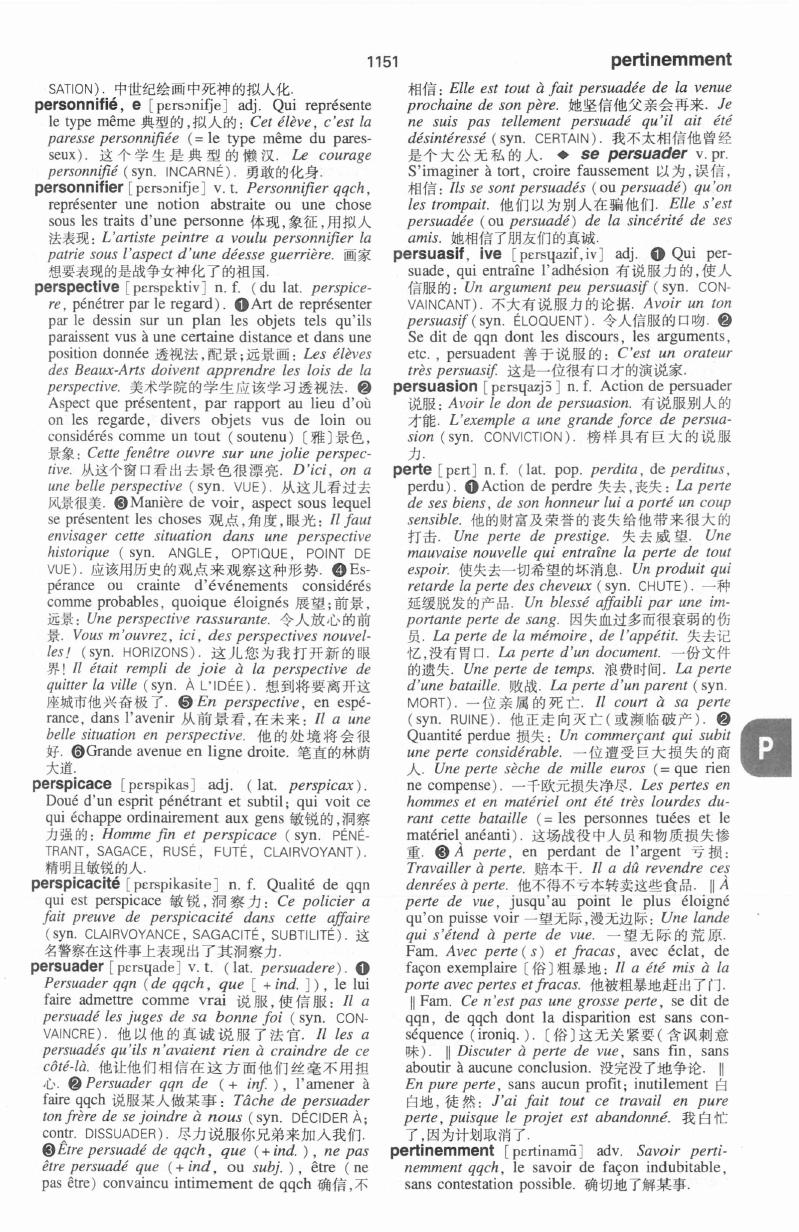 1151
pertinemment
SATION). 中世纪绘画中死神的拟人化.
personnifié, e [pɛrsɔnifje] adj. Qui représente
le type même 典型的,拟人的: Cet élève, c'est la
paresse personnifiée (= le type même du pares-
seux). 这个学生是典型的懒汉. Le courage
personnifié (syn. INCARNÉ). 勇敢的化身.
personnifier [pɛrsɔnifje] v. t. Personnifier qqch,
représenter une notion abstraite ou une chose
sous les traits d'une personne 体现,象征,用拟人
法表现: L'artiste peintre a voulu personnifier la
patrie sous l'aspect d'une déesse guerrière. 画家
想要表现的是战争女神化了的祖国.
perspective [pɛrspɛktiv] n. f. (du lat. perspice-
re, pénétrer par le regard). ❶Art de représenter
par le dessin sur un plan les objets tels qu'ils
paraissent vus à une certaine distance et dans une
position donnée 透视法,配景;远景画: Les élèves
des Beaux-Arts doivent apprendre les lois de la
perspective. 美术学院的学生应该学习透视法. ❷
Aspect que présentent, par rapport au lieu d'où
on les regarde, divers objets vus de loin ou
considérés comme un tout (soutenu) [雅]景色,
景象: Cette fenêtre ouvre sur une jolie perspec-
tive. 从这个窗口看出去景色很漂亮. D'ici, on a
une belle perspective (syn. VUE). 从这儿看过去
风景很美. ❸Manière de voir, aspect sous lequel
se présentent les choses 观点,角度,眼光: Il faut
envisager cette situation dans une perspective
historique ( syn. ANGLE, OPTIQUE, POINT DE
VUE). 应该用历史的观点来观察这种形势. ❹Es-
pérance ou crainte d'événements considérés
comme probables, quoique éloignés 展望;前景,
远景: Une perspective rassurante. 令人放心的前
景. Vous m'ouvrez, ici, des perspectives nouvel-
les! (syn. HORIZONS). 这儿您为我打开新的眼
界! Il était rempli de joie à la perspective de
quitter la ville (syn. À L'IDÉE). 想到将要离开这
座城市他兴奋极了. ❺En perspective, en espé-
rance, dans l'avenir 从前景看,在未来: Il a une
belle situation en perspective. 他的处境将会很
好. ❻Grande avenue en ligne droite. 笔直的林荫
大道.
perspicace [pɛrspikas] adj. ( lat. perspicax).
Doué d'un esprit pénétrant et subtil; qui voit ce
qui échappe ordinairement aux gens 敏锐的,洞察
力强的: Homme fin et perspicace ( syn. PÉNÉ-
TRANT, SAGACE, RUSÉ, FUTÉ, CLAIRVOYANT).
精明且敏锐的人.
perspicacité [pɛrspikasite] n. f. Qualité de qqn
qui est perspicace 敏锐,洞察力: Ce policier a
fait preuve de perspicacité dans cette affaire
(syn. CLAIRVOYANCE, SAGACITÉ, SUBTILITÉ). 这
名警察在这件事上表现出了其洞察力.
persuader [pɛrsɥade] v. t. (lat. persuadere). ❶
Persuader qqn (de qqch, que [ +ind. ]), le lui
faire admettre comme vrai 说服,使信服: Il a
persuadé les juges de sa bonne foi (syn. CON-
VAINCRE). 他以他的真诚说服了法官. Il les a
persuadés qu'ils n'avaient rien à craindre de ce
côté-là. 他让他们相信在这方面他们丝毫不用担
心. ❷Persuader qqn de (+ inf.), l'amener à
faire qqch 说服某人做某事: Tâche de persuader
ton frère de se joindre à nous (syn. DÉCIDER À;
contr. DISSUADER). 尽力说服你兄弟来加入我们.
❸Être persuadé de qqch, que (+ind. ), ne pas
être persuadé que (+ind, ou subj. ), être (ne
pas être) convaincu intimement de qqch 确信,不
相信: Elle est tout à fait persuadée de la venue
prochaine de son père. 她坚信他父亲会再来. Je
ne suis pas tellement persuadé qu'il ait été
désintéressé (syn. CERTAIN). 我不太相信他曾经
是个大公无私的人. ◆ se persuader v. pr.
S'imaginer à tort, croire faussement 以为,误信,
相信: Ils se sont persuadés (ou persuadé) qu'on
les trompait. 他们以为别人在骗他们. Elle s'est
persuadée (ou persuadé) de la sincérité de ses
amis. 她相信了朋友们的真诚.
persuasif, ive [pɛrsɥazif,iv] adj. ❶ Qui per-
suade, qui entraîne l'adhésion 有说服力的,使人
信服的: Un argument peu persuasif ( syn. CON-
VAINCANT). 不大有说服力的论据. Avoir un ton
persuasif (syn. ÉLOQUENT). 令人信服的口吻. ❷
Se dit de qqn dont les discours, les arguments,
etc. , persuadent 善于说服的: C'est un orateur
très persuasif. 这是一位很有口才的演说家.
persuasion [pɛrsɥazjɔ̃] n. f. Action de persuader
说服: Avoir le don de persuasion. 有说服别人的
才能. L'exemple a une grande force de persua-
sion (syn. CONVICTION). 榜样具有巨大的说服
力.
perte [pɛrt] n. f. (lat. pop. perdita, de perditus,
perdu). ❶Action de perdre 失去,丧失: La perte
de ses biens, de son honneur lui a porté un coup
sensible. 他的财富及荣誉的丧失给他带来很大的
打击. Une perte de prestige. 失去威望. Une
mauvaise nouvelle qui entraîne la perte de tout
espoir. 使失去一切希望的坏消息. Un produit qui
retarde la perte des cheveux (syn. CHUTE). 一种
延缓脱发的产品. Un blessé affaibli par une im-
portante perte de sang. 因失血过多而很衰弱的伤
员. La perte de la mémoire, de l'appétit. 失去记
忆,没有胃口. La perte d'un document. 一份文件
的遗失. Une perte de temps. 浪费时间. La perte
d'une bataille. 败战. La perte d'un parent (syn.
MORT). 一位亲属的死亡. Il court à sa perte
(syn. RUINE). 他正走向灭亡(或濒临破产). ❷
Quantité perdue 损失: Un commerçant qui subit
une perte considérable. 一位遭受巨大损失的商
人. Une perte sèche de mille euros (= que rien
ne compense). 一千欧元损失净尽. Les pertes en
hommes et en matériel ont été très lourdes du-
rant cette bataille (= les personnes tuées et le
matériel anéanti). 这场战役中人员和物质损失惨
重. ❸À perte, en perdant de l'argent 亏损:
Travailler à perte. 赔本干. Il a dû revendre ces
denrées à perte. 他不得不亏本转卖这些食品. ‖À
perte de vue, jusqu'au point le plus éloigné
qu'on puisse voir 一望无际,漫无边际: Une lande
qui s'étend à perte de vue. 一望无际的荒原.
Fam. Avec perte(s) et fracas, avec éclat, de
façon exemplaire [俗]粗暴地: Il a été mis à la
porte avec pertes et fracas. 他被粗暴地赶出了门.
‖Fam. Ce n'est pas une grosse perte, se dit de
qqn, de qqch dont la disparition est sans con-
séquence (ironiq. ). [俗]这无关紧要(含讽刺意
味). ‖ Discuter à perte de vue, sans fin, sans
aboutir à aucune conclusion. 没完没了地争论. ‖
En pure perte, sans aucun profit; inutilement 白
白地,徒然: J'ai fait tout ce travail en pure
perte, puisque le projet est abandonné. 我白忙
了,因为计划取消了.
pertinemment [pɛrtinamɑ̃] adv. Savoir perti-
nemment qqch, le savoir de façon indubitable,
sans contestation possible. 确切地了解某事.
P